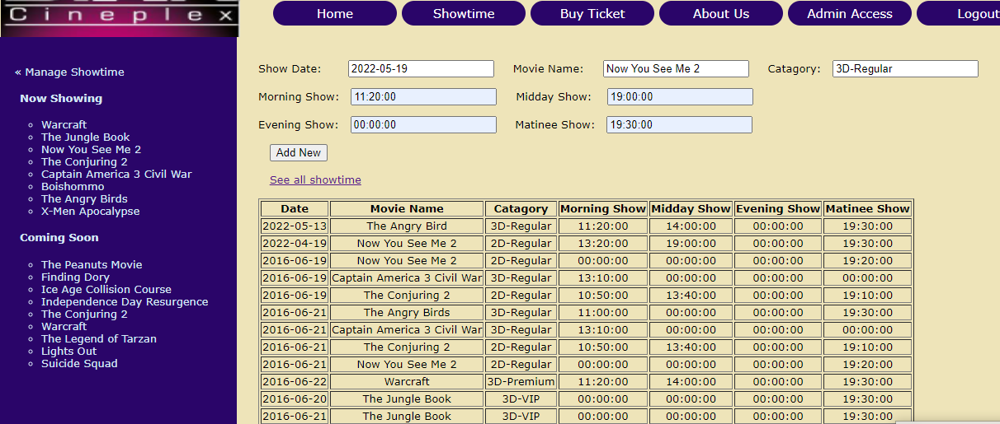 Cineplex
Home Showtime Buy Ticket About Us Admin Access Logout
« Manage Showtime
Now Showing
Warcraft
The Jungle Book
Now You See Me 2
The Conjuring 2
Captain America 3 Civil War
Boishommo
The Angry Birds
X-Men Apocalypse
Coming Soon
The Peanuts Movie
Finding Dory
Ice Age Collision Course
Independence Day Resurgence
The Conjuring 2
Warcraft
The Legend of Tarzan
Lights Out
Suicide Squad
Show Date: 2022-05-19 Movie Name: Now You See Me 2 Catagory: 3D-Regular
Morning Show: 11:20:00 Midday Show: 19:00:00
Evening Show: 00:00:00 Matinee Show: 19:30:00
Add New
See all showtime
Date Movie Name Catagory Morning Show Midday Show Evening Show Matinee Show
2022-05-13 The Angry Bird 3D-Regular 11:20:00 14:00:00 00:00:00 19:30:00
2022-04-19 Now You See Me 2 2D-Regular 13:20:00 19:00:00 00:00:00 19:30:00
2016-06-19 Now You See Me 2 2D-Regular 00:00:00 00:00:00 00:00:00 19:20:00
2016-06-19 Captain America 3 Civil War 3D-Regular 13:10:00 00:00:00 00:00:00 00:00:00
2016-06-19 The Conjuring 2 2D-Regular 10:50:00 13:40:00 00:00:00 19:10:00
2016-06-21 The Angry Birds 3D-Regular 11:00:00 00:00:00 00:00:00 19:30:00
2016-06-21 Captain America 3 Civil War 3D-Regular 13:10:00 00:00:00 00:00:00 00:00:00
2016-06-21 The Conjuring 2 2D-Regular 10:50:00 13:40:00 00:00:00 19:10:00
2016-06-21 Now You See Me 2 2D-Regular 00:00:00 00:00:00 00:00:00 19:20:00
2016-06-22 Warcraft 3D-Premium 11:20:00 14:00:00 00:00:00 19:30:00
2016-06-20 The Jungle Book 3D-VIP 00:00:00 00:00:00 00:00:00 19:30:00
2016-06-21 The Jungle Book 3D-VIP 00:00:00 00:00:00 00:00:00 19:30:00